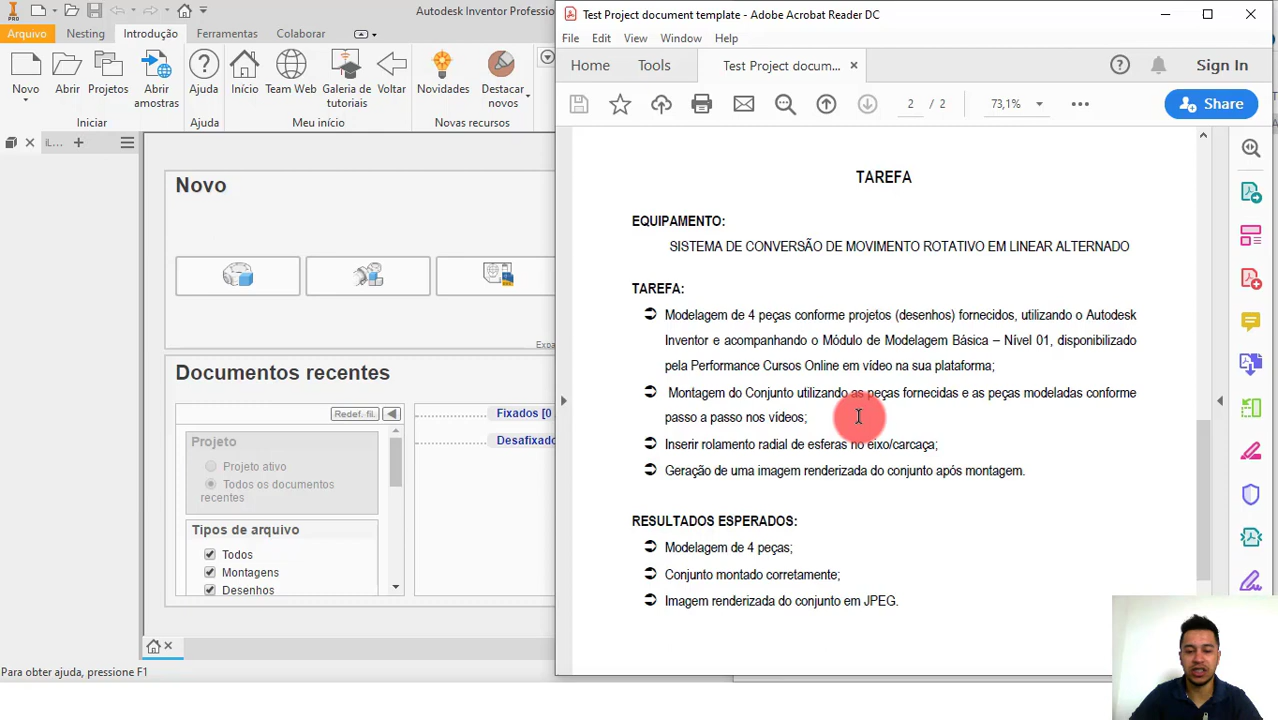 Autodesk Inventor Profession
PRO
Arquivo
Nesting
Introdução
Ferramentas
Colaborar
Novo
Abrir
Projetos
Abrir
amostras
Ajuda
Início
Team Web
Galeria de
tutoriais
Voltar
Novidades
Destacar
novos
Iniciar
Ajuda
Meu início
Novas recursos
iL...
Novo
Expa
Documentos recentes
Redef. fil.
Projeto
Projeto ativo
Todos os documentos
recentes
Tipos de arquivo
Todos
Montagens
Desenhos
Fixados [0
Desafixado
Para obter ajuda, pressione F1
Test Project document template - Adobe Acrobat Reader DC
File Edit View Window Help
Home
Tools
Test Project docum...
Sign In
2 / 2
73,1%
Share
TAREFA
EQUIPAMENTO:
SISTEMA DE CONVERSÃO DE MOVIMENTO ROTATIVO EM LINEAR ALTERNADO
TAREFA:
Modelagem de 4 peças conforme projetos (desenhos) fornecidos, utilizando o Autodesk
Inventor e acompanhando o Módulo de Modelagem Básica – Nível 01, disponibilizado
pela Performance Cursos Online em vídeo na sua plataforma;
Montagem do Conjunto utilizando as peças fornecidas e as peças modeladas conforme
passo a passo nos vídeos;
Inserir rolamento radial de esferas no eixo/carcaça;
Geração de uma imagem renderizada do conjunto após montagem.
RESULTADOS ESPERADOS:
Modelagem de 4 peças;
Conjunto montado corretamente;
Imagem renderizada do conjunto em JPEG.